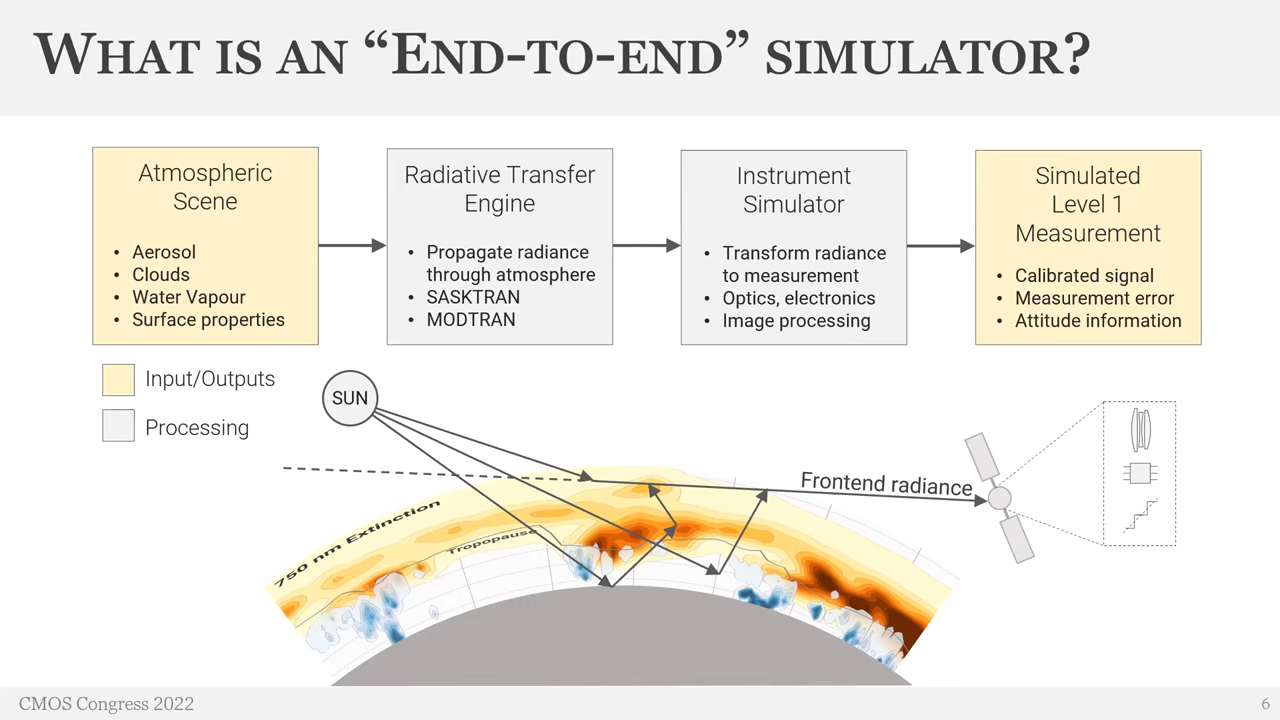 WHAT IS AN “END-TO-END” SIMULATOR?
Atmospheric
Scene
• Aerosol
• Clouds
• Water Vapour
• Surface properties
Radiative Transfer
Engine
• Propagate radiance
through atmosphere
• SASKTRAN
• MODTRAN
Instrument
Simulator
• Transform radiance
to measurement
• Optics, electronics
• Image processing
Simulated
Level 1
Measurement
• Calibrated signal
• Measurement error
• Attitude information
Input/Outputs
Processing
SUN
Frontend radiance
750 nm Extinction
Tropopause
CMOS Congress 2022
6